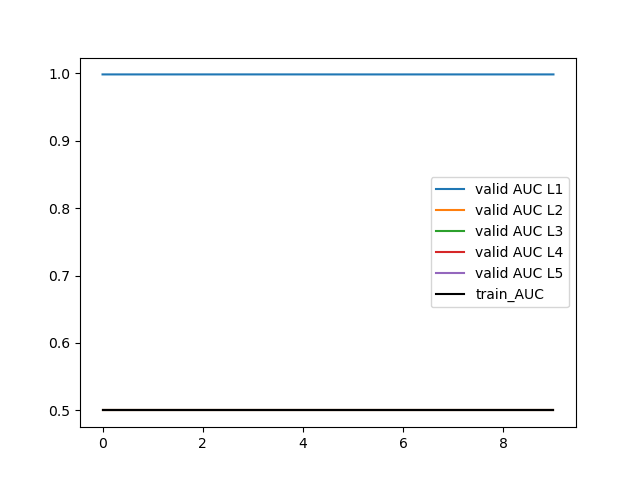 1.0
0.9
0.8
0.7
0.6
0.5
0
2
4
6
8
valid AUC L1
valid AUC L2
valid AUC L3
valid AUC L4
valid AUC L5
train_AUC